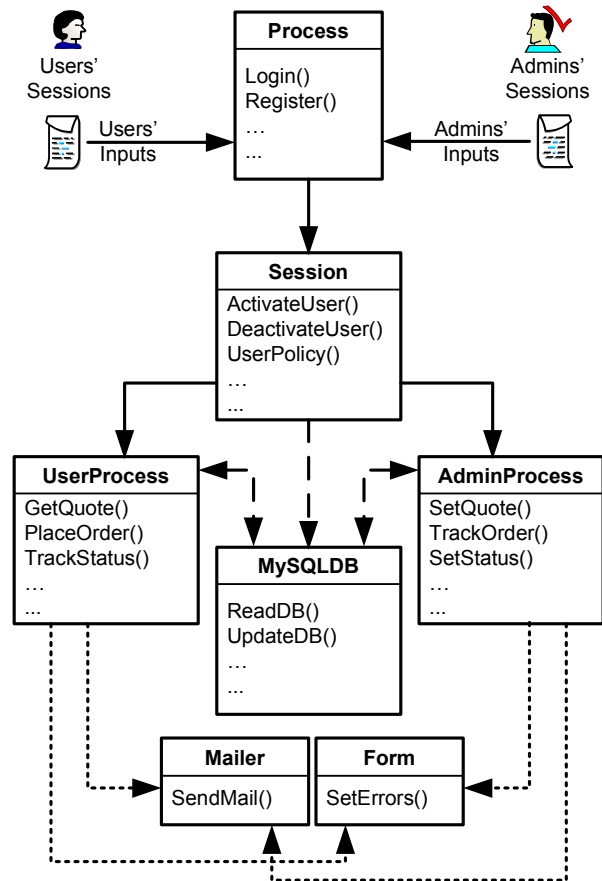 Process
Login()
Register()
…
...
Users'
Sessions
Admins'
Sessions
Users'
Inputs
Admins'
Inputs
Session
ActivateUser()
DeactivateUser()
UserPolicy()
…
...
UserProcess
GetQuote()
PlaceOrder()
TrackStatus()
…
...
AdminProcess
SetQuote()
TrackOrder()
SetStatus()
…
...
MySQLDB
ReadDB()
UpdateDB()
…
...
Mailer
SendMail()
Form
SetErrors()